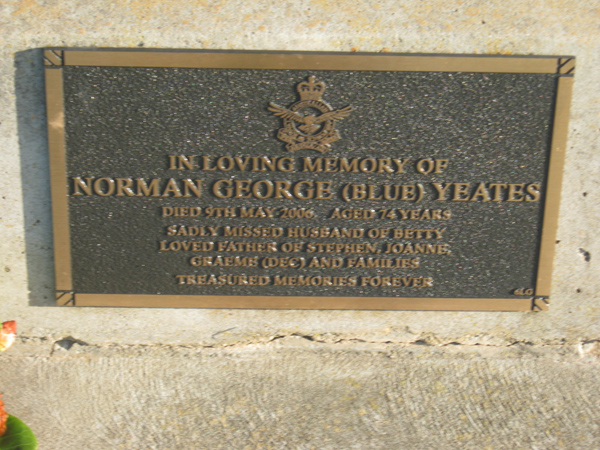 IN LOVING MEMORY OF
NORMAN GEORGE (BLUE) YEATES
DIED 9TH MAY 2006. AGED 74 YEARS
SADLY MISSED HUSBAND OF BETTY
LOVED FATHER OF STEPHEN, JOANNE,
GRAEME (DEC) AND FAMILIES
TREASURED MEMORIES FOREVER